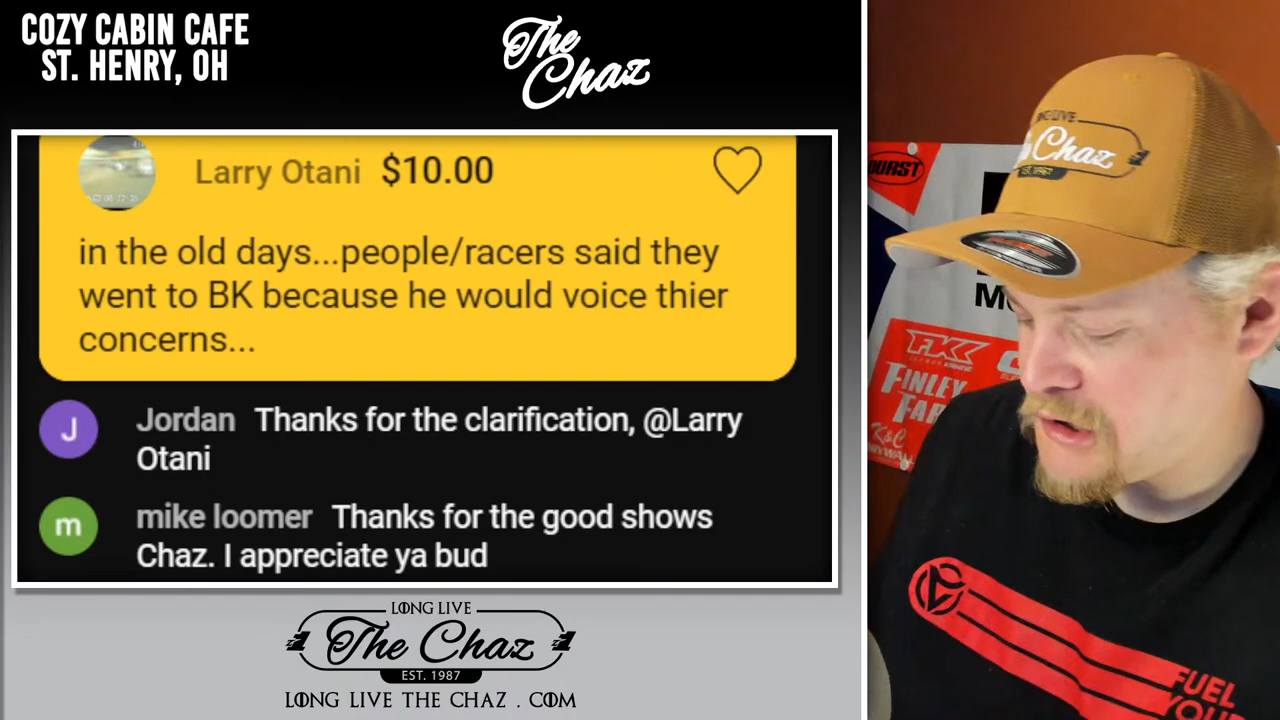 COZY CABIN CAFE
ST. HENRY, OH
The
Chaz
Larry Otani $10.00
in the old days...people/racers said they
went to BK because he would voice thier
concerns...
J
Jordan Thanks for the clarification, @Larry
Otani
m
mike loomer Thanks for the good shows
Chaz. I appreciate ya bud
LONG LIVE
The Chaz
EST. 1987
LONG LIVE THE CHAZ . COM
LIVE
Chaz
DURST
FKK
FINLEY
K&C
FUEL